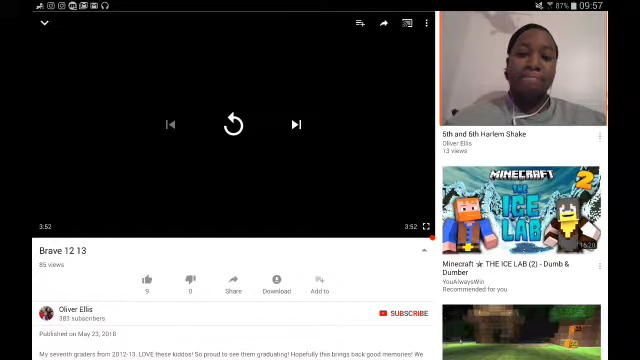 87% 09:57
3:52 3:52
Brave 12 13
85 views
9 0 Share Download Add to
Oliver Ellis
383 subscribers
SUBSCRIBE
Published on May 23, 2018
My seventh graders from 2012-13. LOVE these kiddos! So proud to see them graduating! Hopefully this brings back good memories! We
5th and 6th Harlem Shake
Oliver Ellis
13 views
MINECRAFT 2
THE
ICE
LAB
15:20
Minecraft ★ THE ICE LAB (2) - Dumb &
Dumber
YouAlwaysWin
Recommended for you